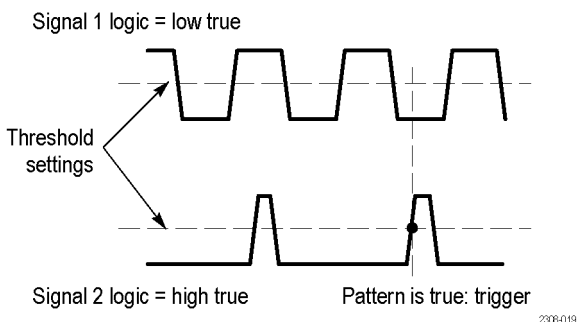 Signal 1 logic = low true
Threshold
settings
Signal 2 logic = high true
Pattern is true: trigger
2308-019